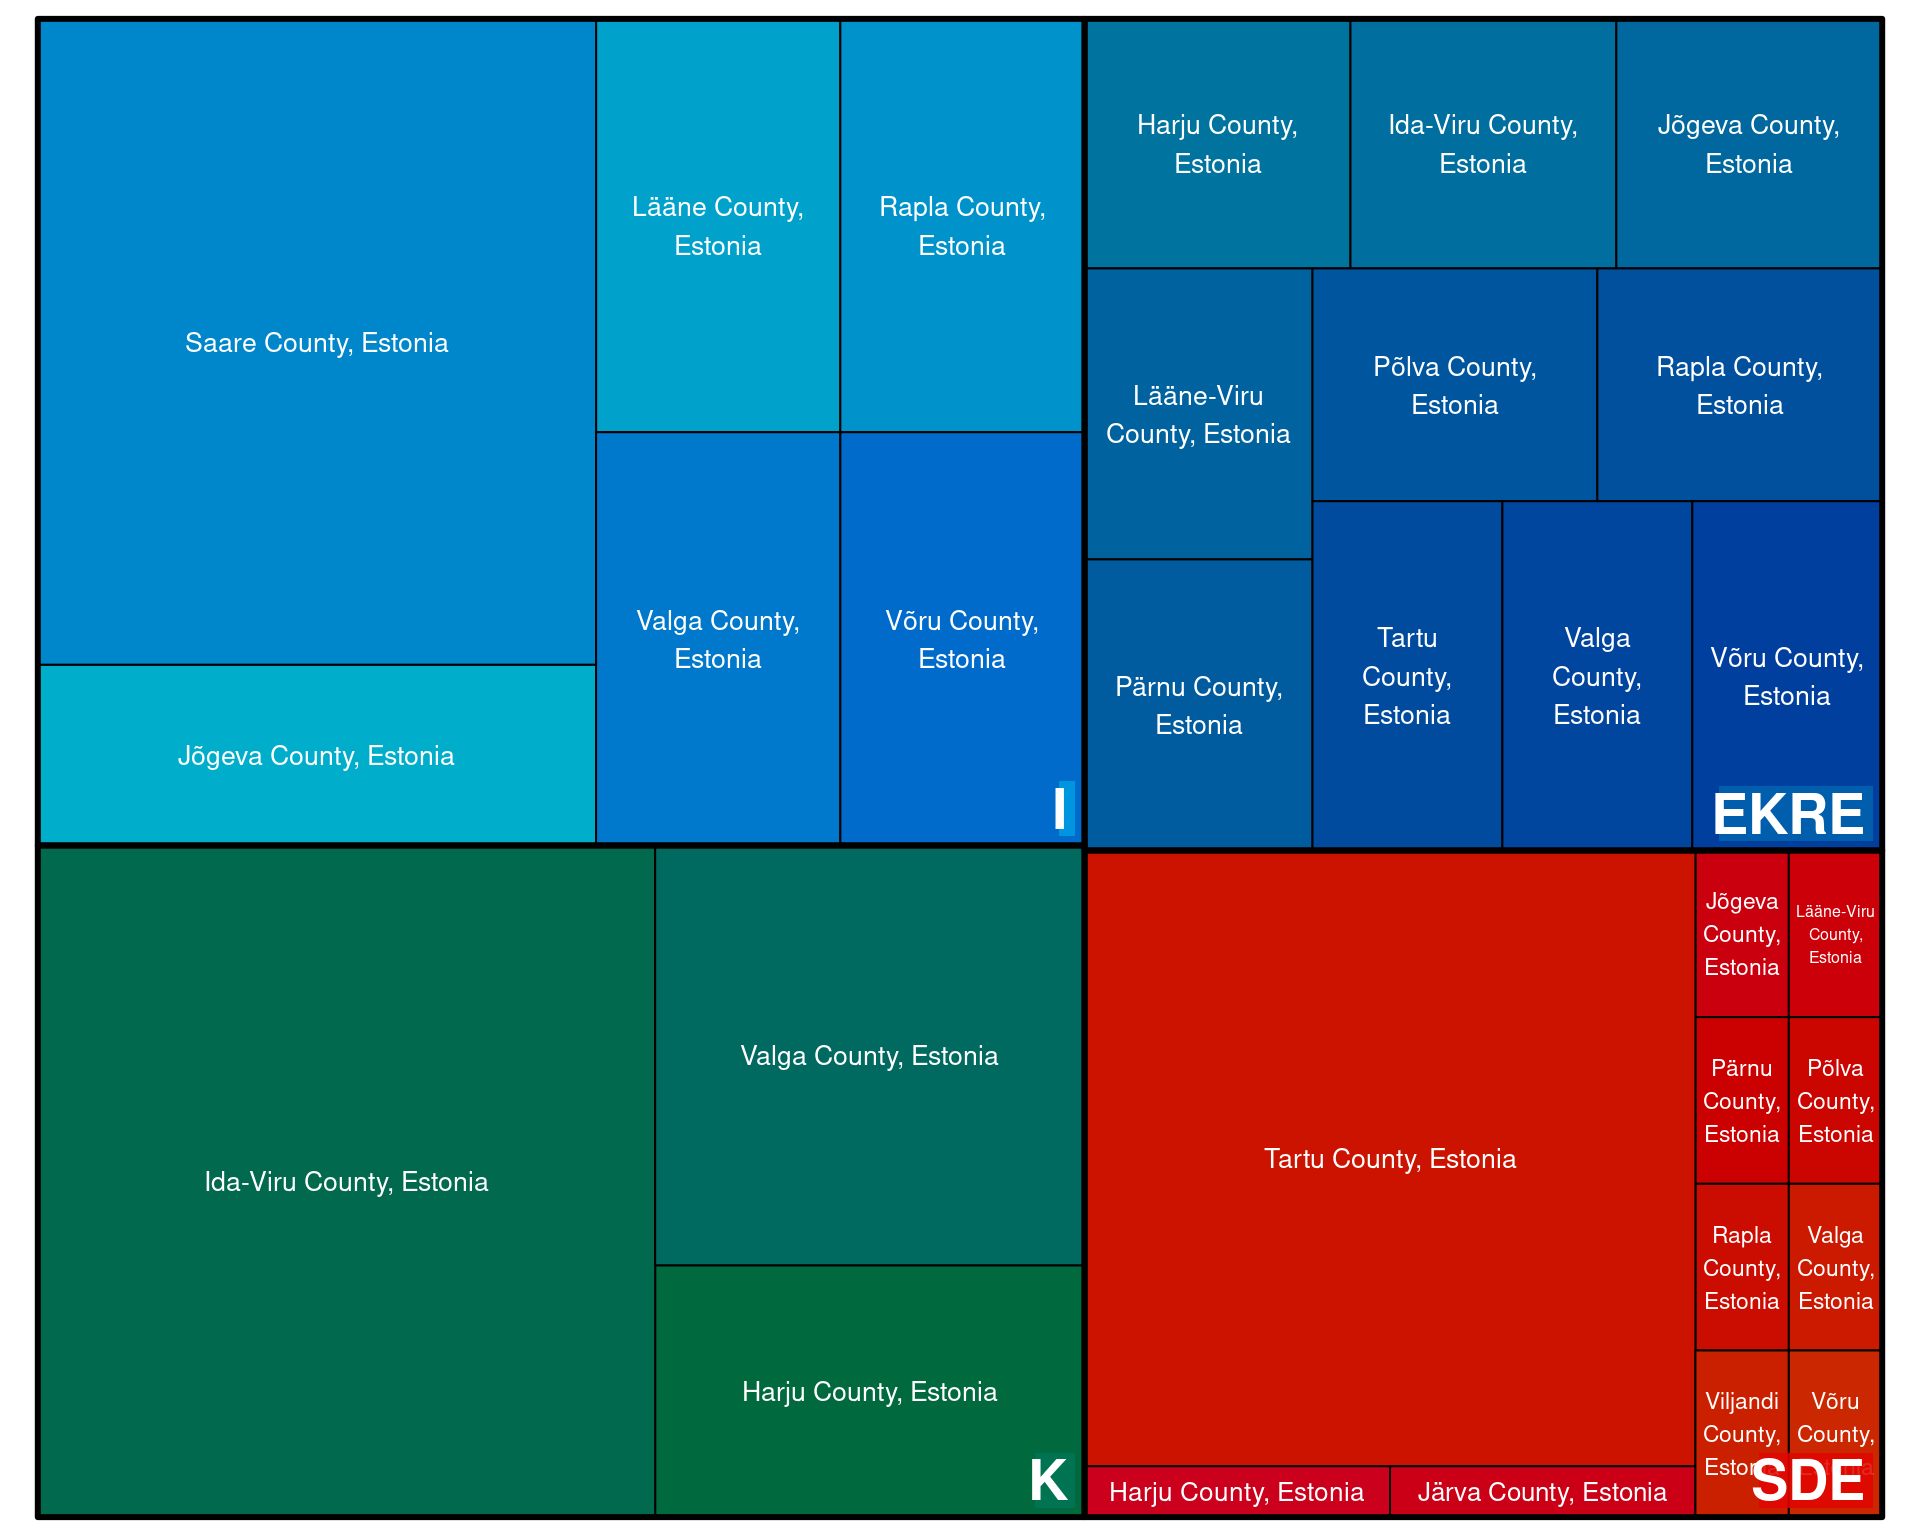 Saare County, Estonia
Lääne County,
Estonia
Rapla County,
Estonia
Valga County,
Estonia
Võru County,
Estonia
Jõgeva County, Estonia
I
Harju County,
Estonia
Ida-Viru County,
Estonia
Jõgeva County,
Estonia
Lääne-Viru
County, Estonia
Põlva County,
Estonia
Rapla County,
Estonia
Pärnu County,
Estonia
Tartu
County,
Estonia
Valga
County,
Estonia
Võru County,
Estonia
EKRE
Ida-Viru County, Estonia
Valga County, Estonia
Harju County, Estonia
K
Tartu County, Estonia
Jõgeva
County,
Estonia
Lääne-Viru
County,
Estonia
Pärnu
County,
Estonia
Põlva
County,
Estonia
Rapla
County,
Estonia
Valga
County,
Estonia
Viljandi
County,
Estonia
Võru
County,
Estonia
Harju County, Estonia
Järva County, Estonia
SDE